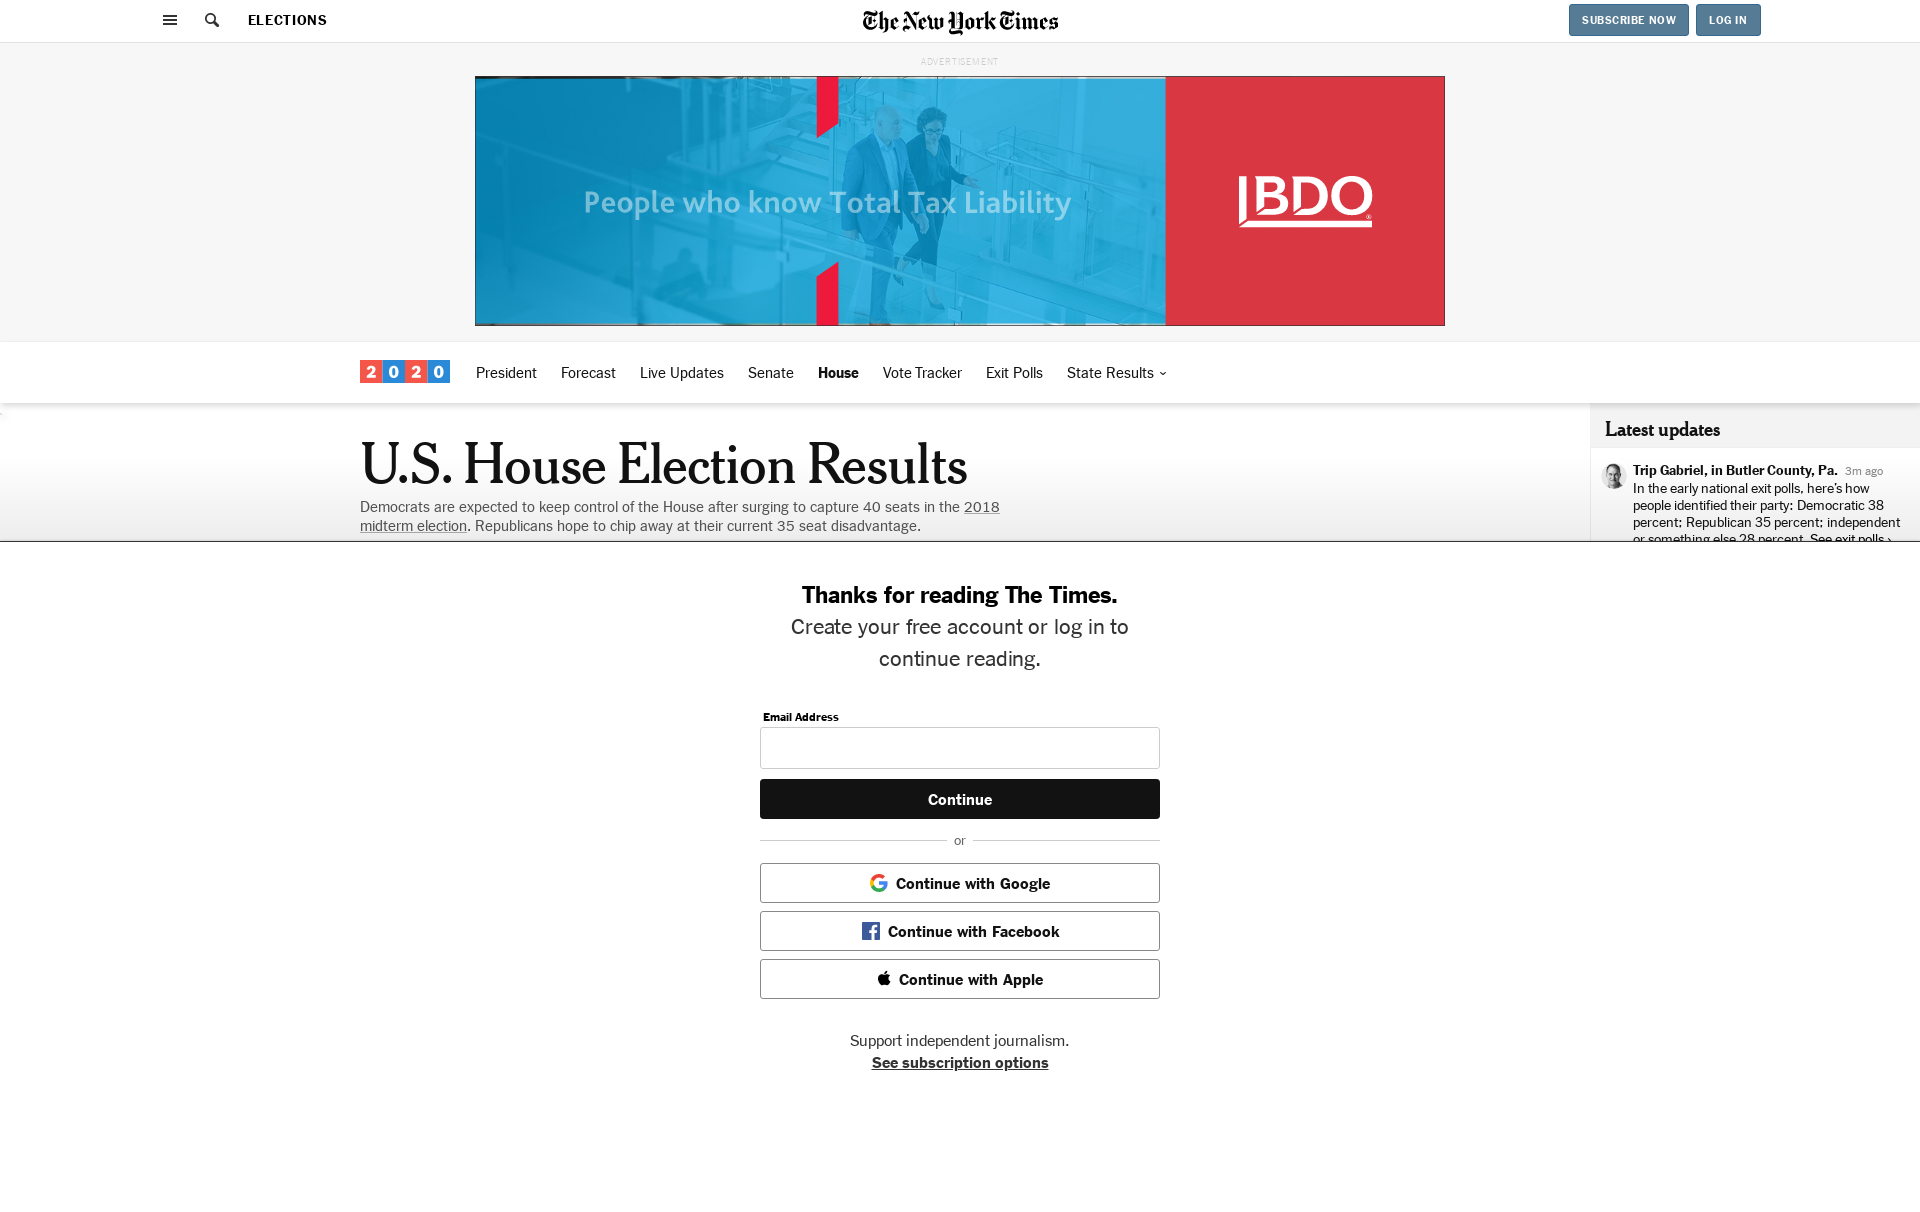 ELECTIONS
The New York Times
SUBSCRIBE NOW
LOG IN
ADVERTISEMENT
People who know Total Tax Liability
BDO
2020
President
Forecast
Live Updates
Senate
House
Vote Tracker
Exit Polls
State Results
U.S. House Election Results
Democrats are expected to keep control of the House after surging to capture 40 seats in the 2018
midterm election. Republicans hope to chip away at their current 35 seat disadvantage.
Latest updates
Trip Gabriel, in Butler County, Pa. 3m ago
In the early national exit polls, here's how
people identified their party: Democratic 38
percent; Republican 35 percent; independent
or something else 28 percent. See exit polls ›
Thanks for reading The Times.
Create your free account or log in to
continue reading.
Email Address
Continue
or
Continue with Google
Continue with Facebook
Continue with Apple
Support independent journalism.
See subscription options